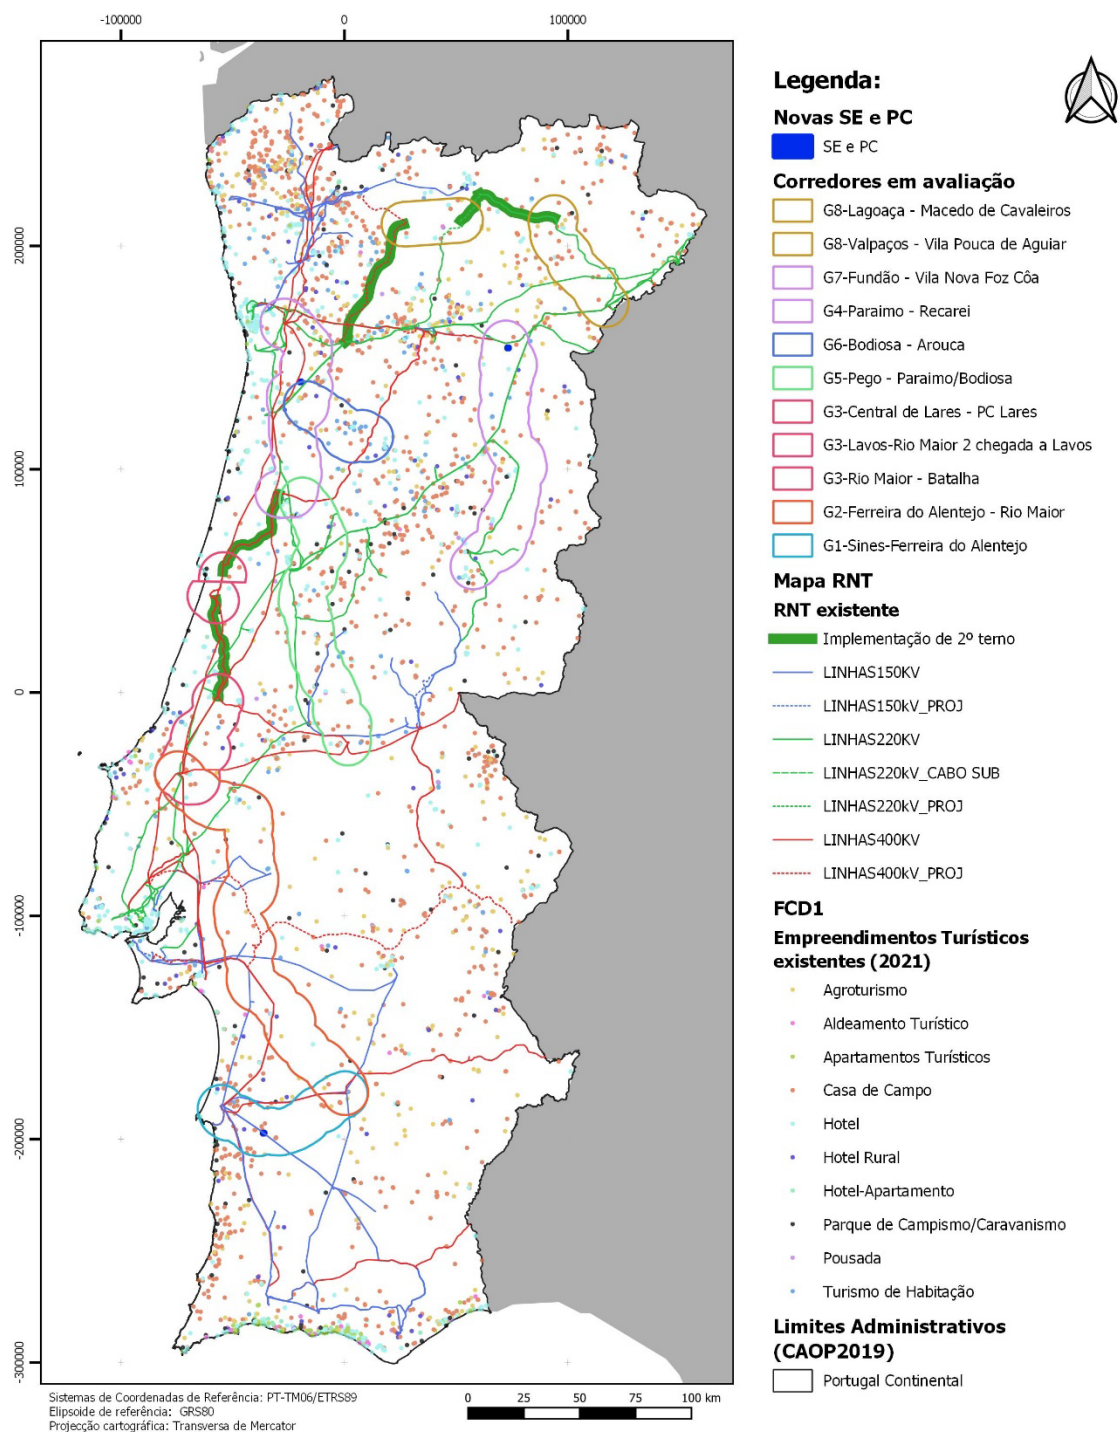 -100000
0
100000
200000
100000
0
-100000
-200000
-300000
Legenda:
Novas SE e PC
SE e PC
Corredores em avaliação
G8-Lagoaça - Macedo de Cavaleiros
G8-Valpaços - Vila Pouca de Aguiar
G7-Fundão - Vila Nova Foz Côa
G4-Paraimo - Recarei
G6-Bodiosa - Arouca
G5-Pego - Paraimo/Bodiosa
G3-Central de Lares - PC Lares
G3-Lavos-Rio Maior 2 chegada a Lavos
G3-Rio Maior - Batalha
G2-Ferreira do Alentejo - Rio Maior
G1-Sines-Ferreira do Alentejo
Mapa RNT
RNT existente
Implementação de 2º terno
LINHAS150KV
LINHAS150kV_PROJ
LINHAS220KV
LINHAS220kV_CABO SUB
LINHAS220kV_PROJ
LINHAS400KV
LINHAS400kV_PROJ
FCD1
Empreendimentos Turísticos
existentes (2021)
Agroturismo
Aldeamento Turístico
Apartamentos Turísticos
Casa de Campo
Hotel
Hotel Rural
Hotel-Apartamento
Parque de Campismo/Caravanismo
Pousada
Turismo de Habitação
Limites Administrativos
(CAOP2019)
Portugal Continental
Sistemas de Coordenadas de Referência: PT-TM06/ETRS89
Elipsoide de referência: GRS80
Projecção cartográfica: Transversa de Mercator
0 25 50 75 100 km